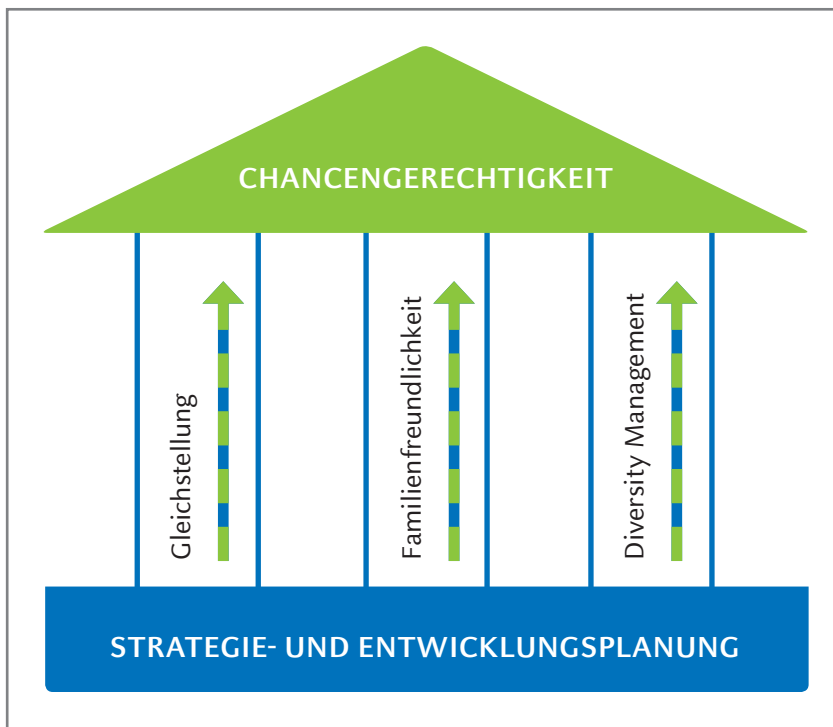 CHANCENGERECHTIGKEIT
Gleichstellung
Familienfreundlichkeit
Diversity Management
STRATEGIE- UND ENTWICKLUNGSPLANUNG